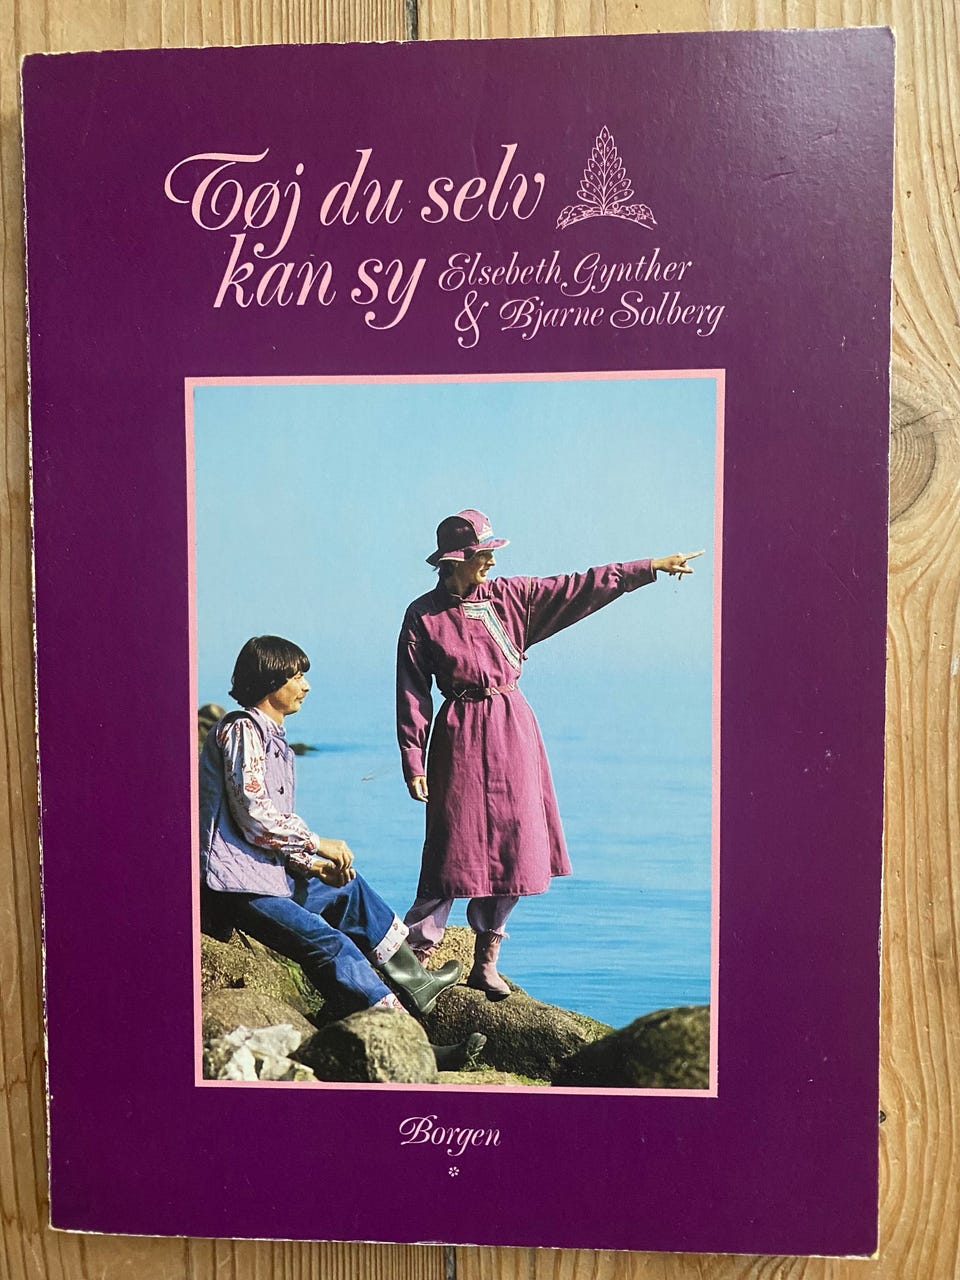 Tøj du selv
kan sy
Elsebeth Gynther
& Bjarne Solberg
Borgen